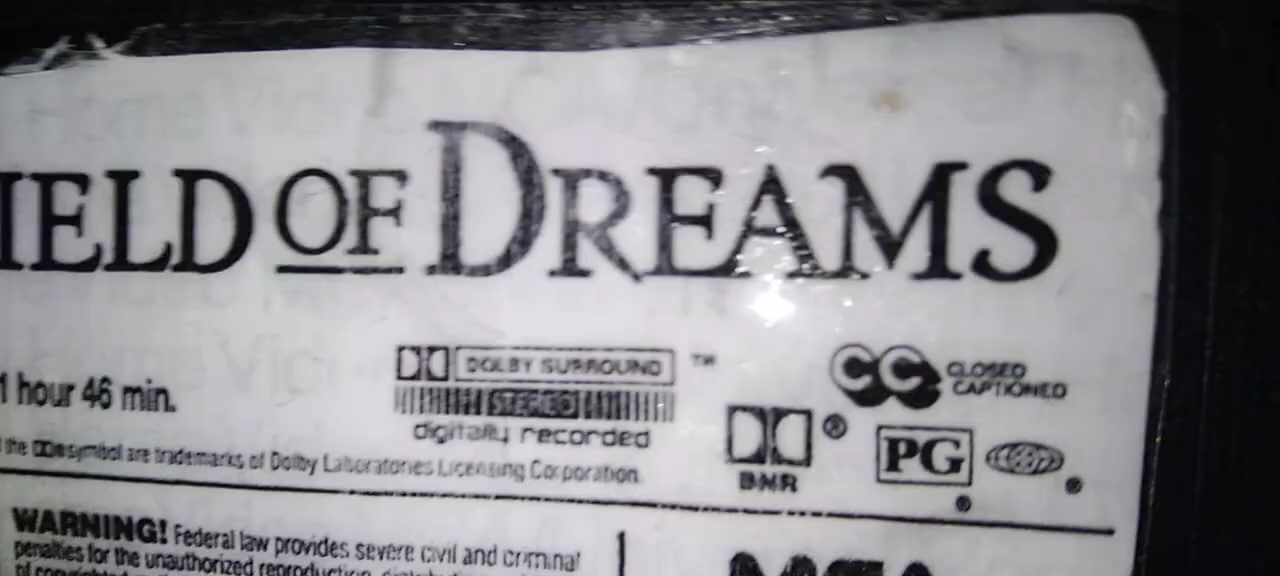 IELD OF DREAMS
1 hour 46 min.
DOLBY SURROUND ™
STEREO
digitally recorded
CC CLOSED CAPTIONED
BNR ®
PG ®
®
the symbol are trademarks of Dolby Laboratories Licensing Corporation.
WARNING! Federal law provides severe civil and criminal
penalties for the unauthorized reproduction,